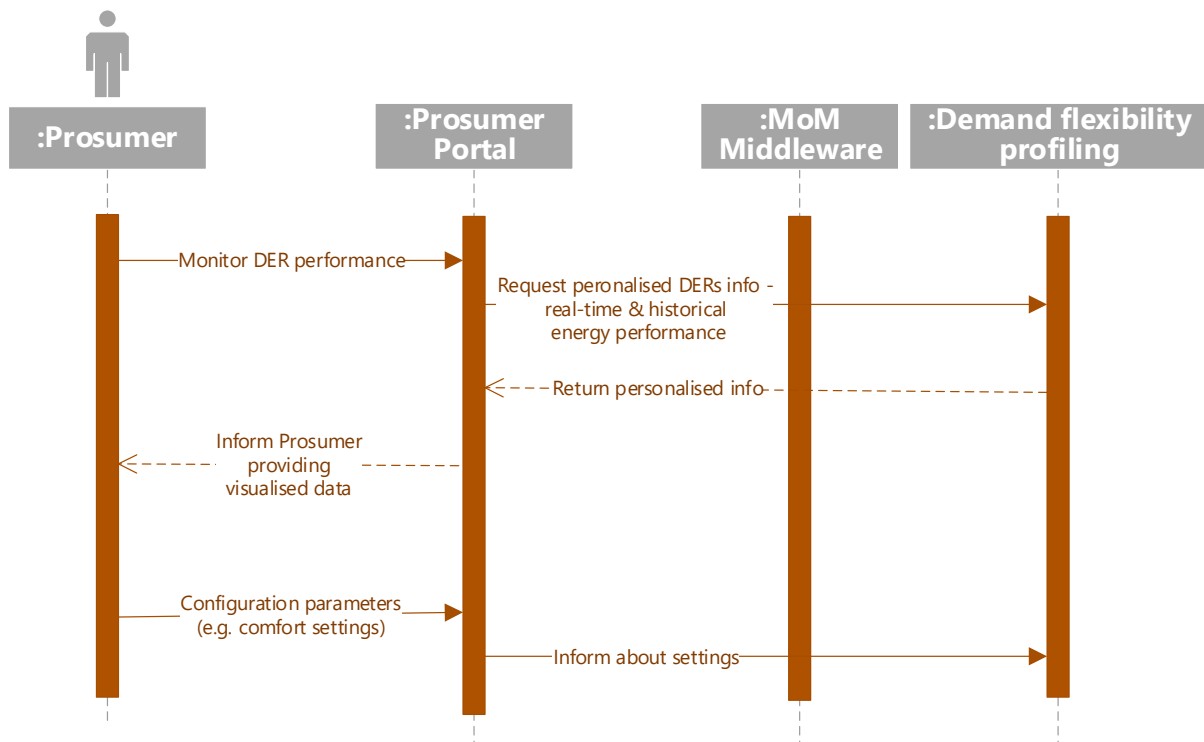 :Prosumer
:Prosumer
Portal
:MoM
Middleware
:Demand flexibility
profiling
Monitor DER performance
Request peronalised DERs info -
real-time & historical
energy performance
Return personalised info
Inform Prosumer
providing
visualised data
Configuration parameters
(e.g. comfort settings)
Inform about settings